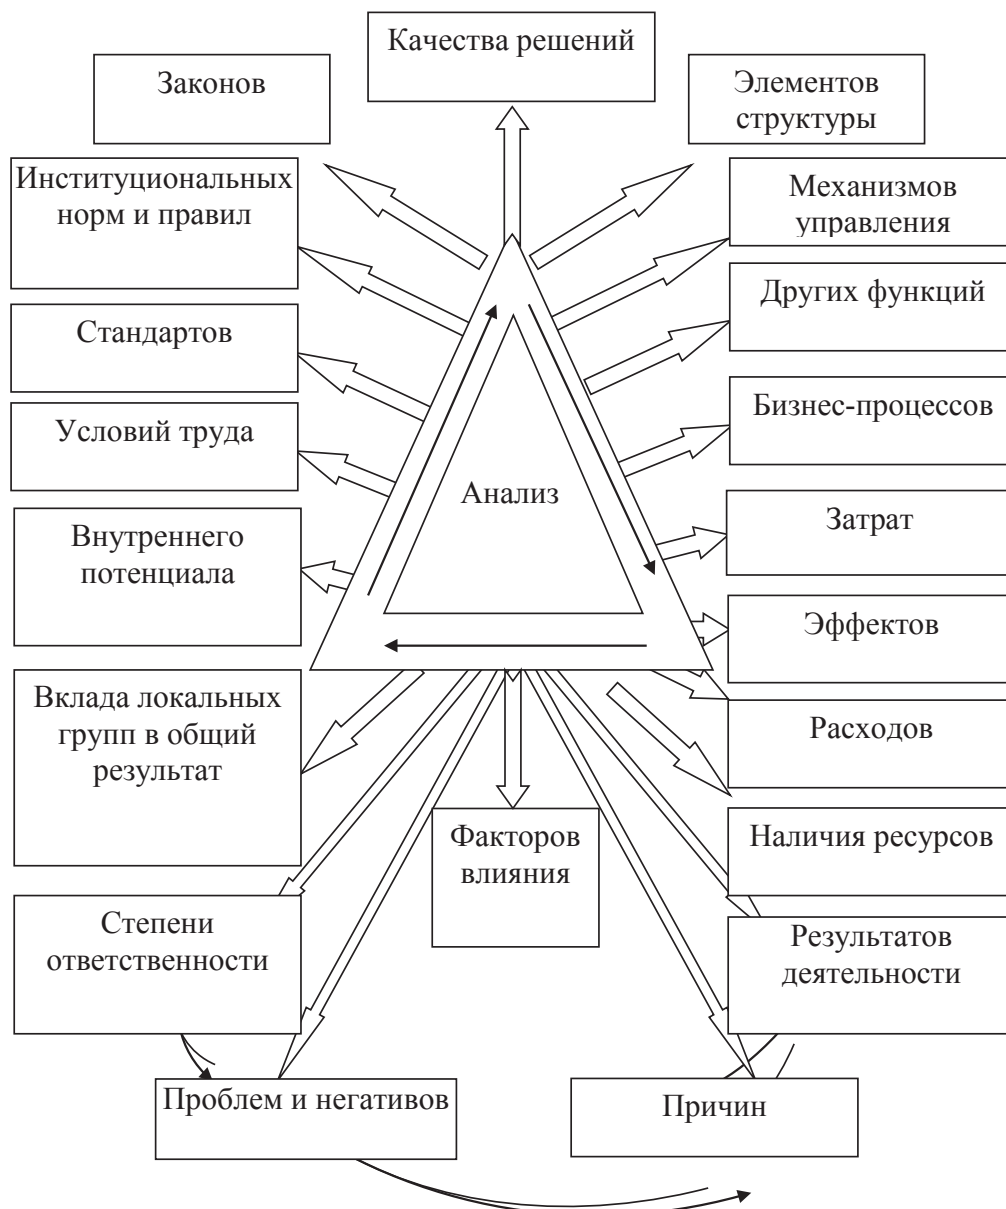 Качества решений
Законов
Элементов
структуры
Институциональных
норм и правил
Механизмов
управления
Других функций
Стандартов
Бизнес-процессов
Условий труда
Анализ
Затрат
Внутреннего
потенциала
Эффектов
Вклада локальных
групп в общий
результат
Расходов
Факторов
влияния
Наличия ресурсов
Степени
ответственности
Результатов
деятельности
Проблем и негативов
Причин